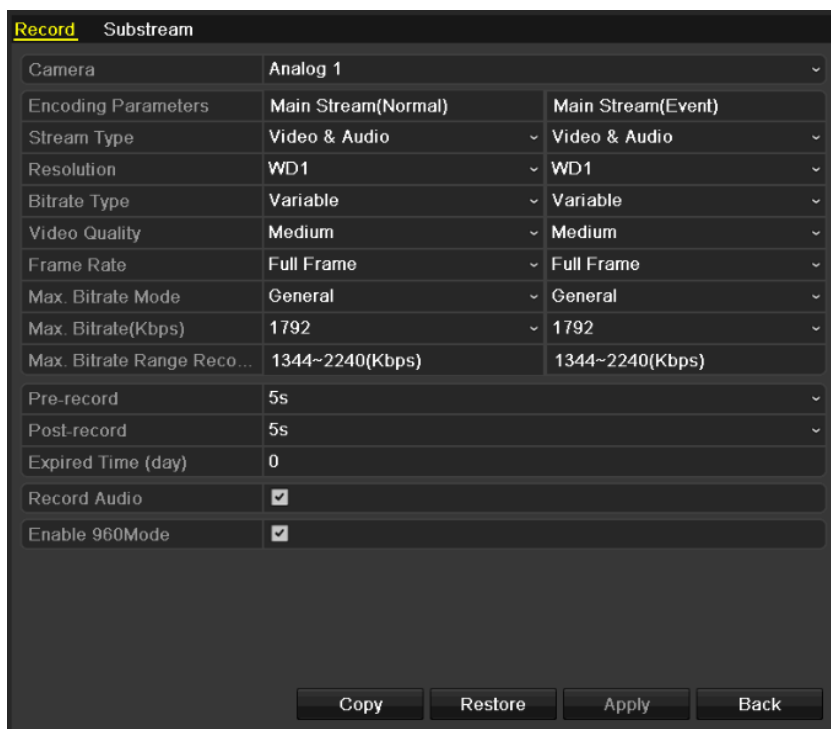 Record Substream
Camera Analog 1
Encoding Parameters Main Stream(Normal) Main Stream(Event)
Stream Type Video & Audio Video & Audio
Resolution WD1 WD1
Bitrate Type Variable Variable
Video Quality Medium Medium
Frame Rate Full Frame Full Frame
Max. Bitrate Mode General General
Max. Bitrate(Kbps) 1792 1792
Max. Bitrate Range Reco... 1344~2240(Kbps) 1344~2240(Kbps)
Pre-record 5s
Post-record 5s
Expired Time (day) 0
Record Audio
Enable 960Mode
Copy Restore Apply Back